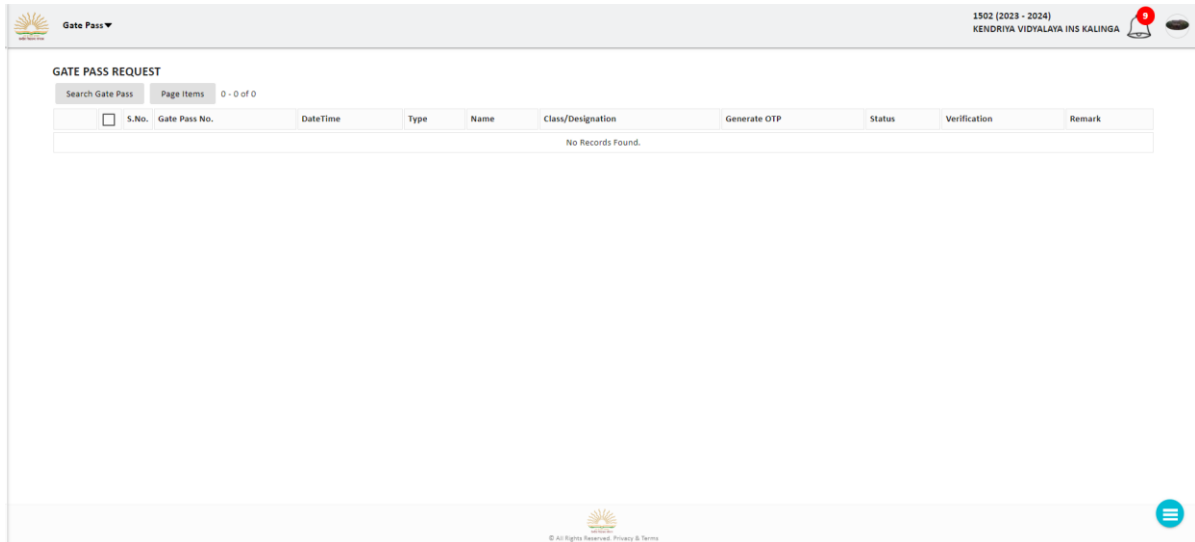 Gate Pass▼
1502 (2023 - 2024)
KENDRIYA VIDYALAYA INS KALINGA
9
GATE PASS REQUEST
Search Gate Pass Page Items 0 - 0 of 0
S.No. Gate Pass No. DateTime Type Name Class/Designation Generate OTP Status Verification Remark
No Records Found.
© All Rights Reserved. Privacy & Terms